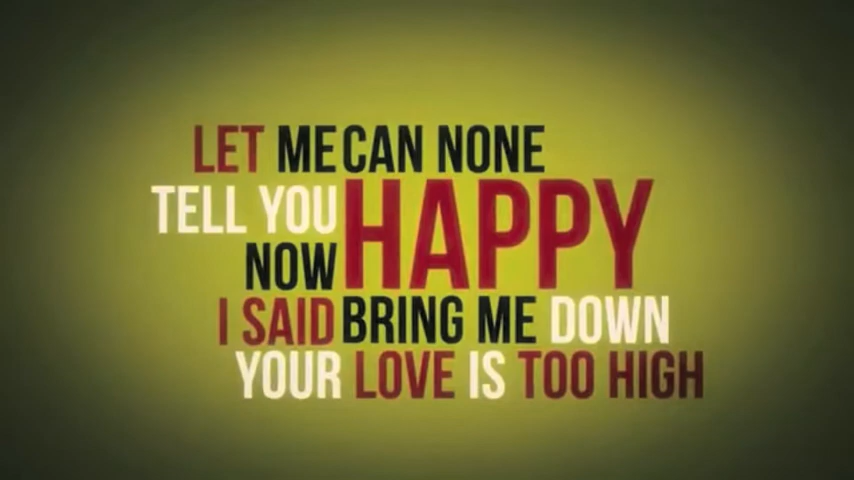 LET ME CAN NONE
TELL YOU HAPPY
NOW
I SAID BRING ME DOWN
YOUR LOVE IS TOO HIGH